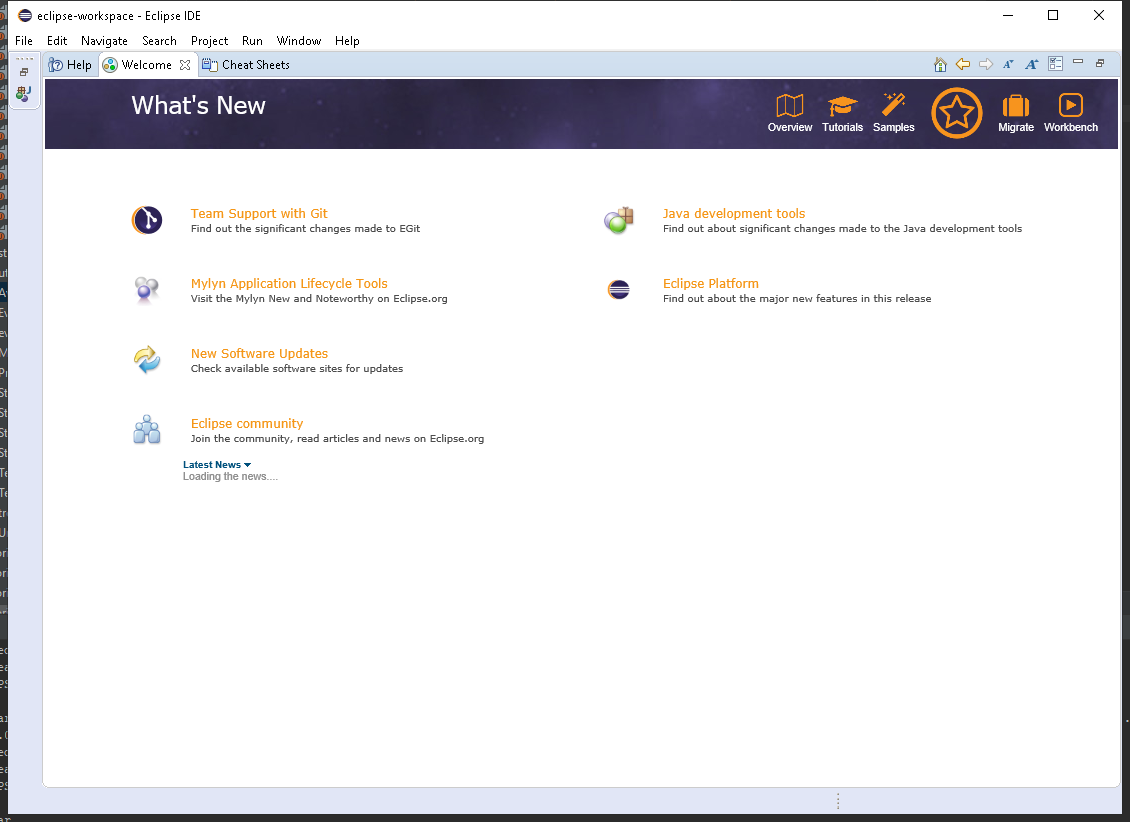 eclipse-workspace - Eclipse IDE
File Edit Navigate Search Project Run Window Help
Help Welcome Cheat Sheets
What's New
Overview Tutorials Samples Migrate Workbench
Team Support with Git
Find out the significant changes made to EGit
Java development tools
Find out about significant changes made to the Java development tools
Mylyn Application Lifecycle Tools
Visit the Mylyn New and Noteworthy on Eclipse.org
Eclipse Platform
Find out about the major new features in this release
New Software Updates
Check available software sites for updates
Eclipse community
Join the community, read articles and news on Eclipse.org
Latest News
Loading the news....